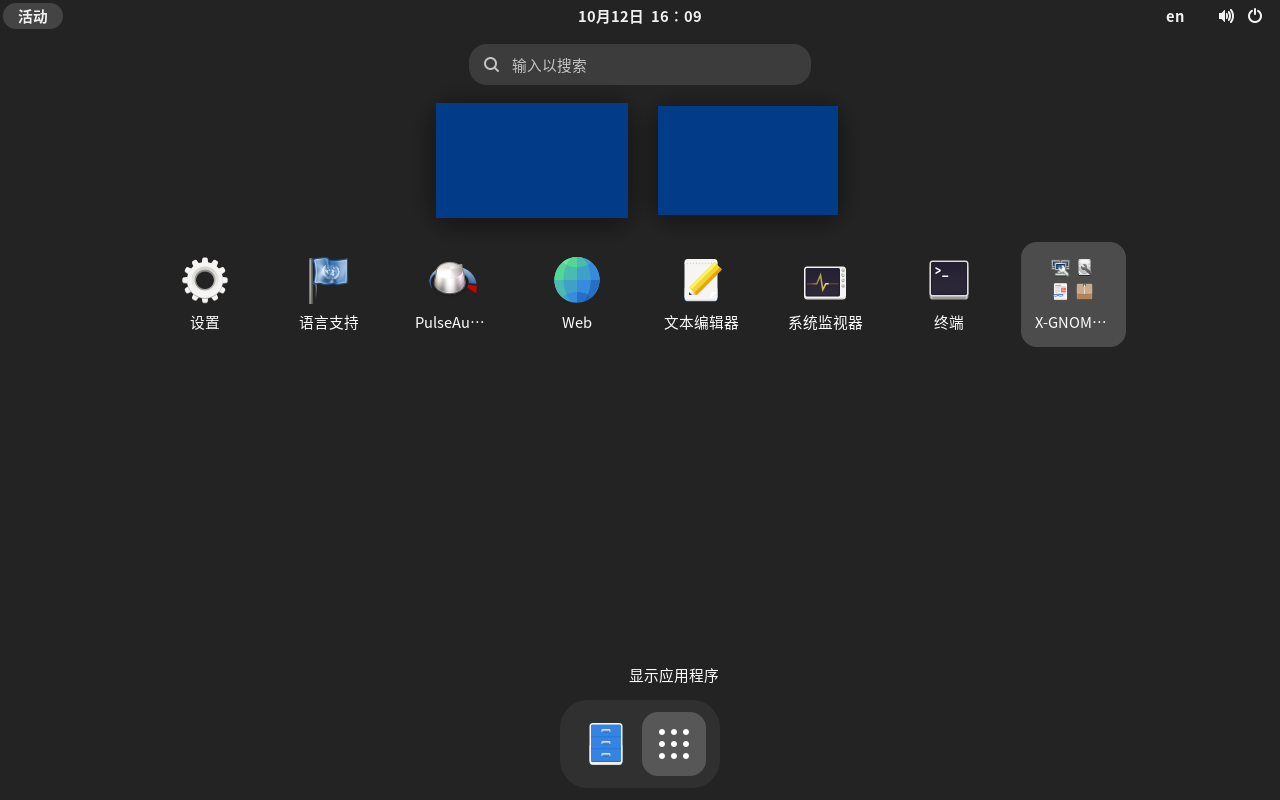 活动
10月12日 16：09
en
输入以搜索
设置
语言支持
PulseAu…
Web
文本编辑器
系统监视器
终端
X-GNOM…
显示应用程序